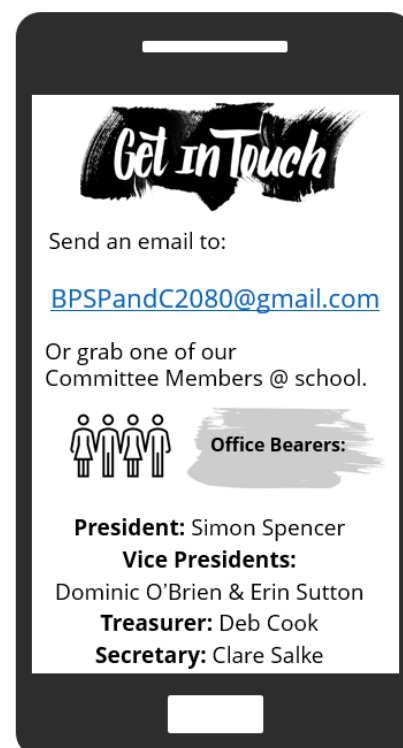 Get in Touch
Send an email to:
BPSPandC2080@gmail.com
Or grab one of our
Committee Members @ school.
Office Bearers:
President: Simon Spencer
Vice Presidents:
Dominic O'Brien & Erin Sutton
Treasurer: Deb Cook
Secretary: Clare Salke